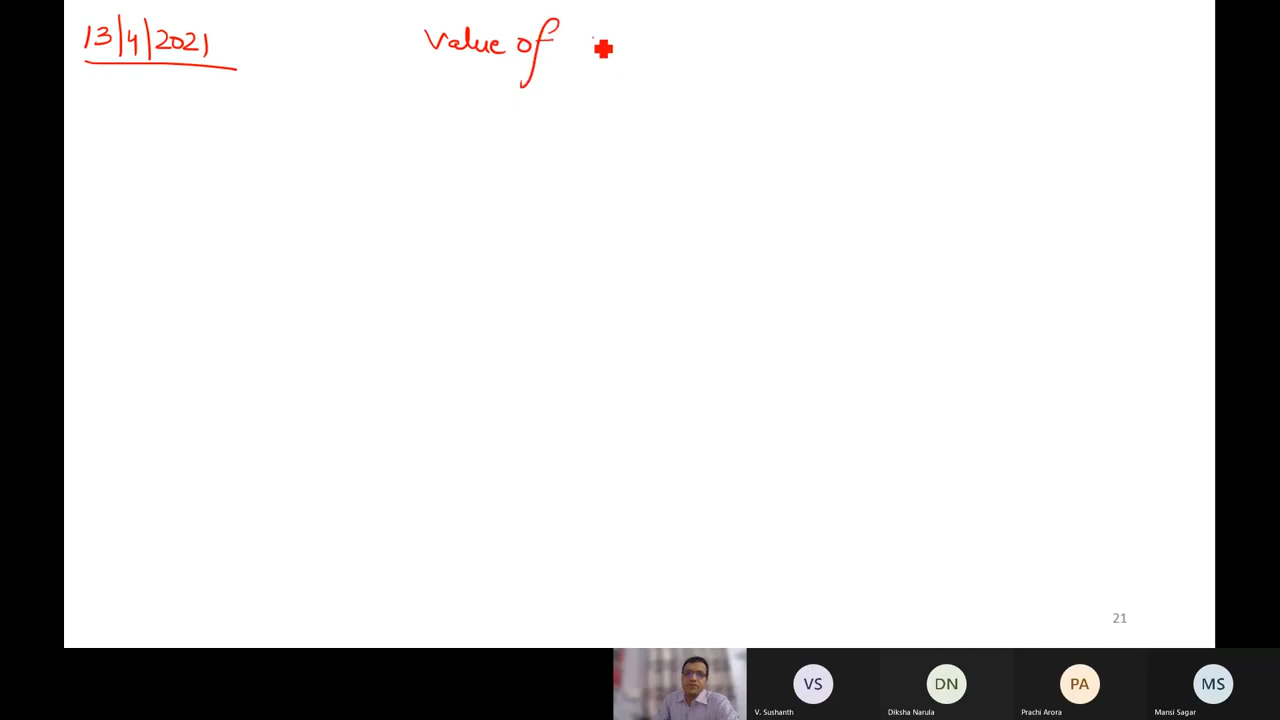 13/4/2021 Value of
21
VS DN PA MS
V. Sushanth Diksha Narula Prachi Arora Mansi Sagar